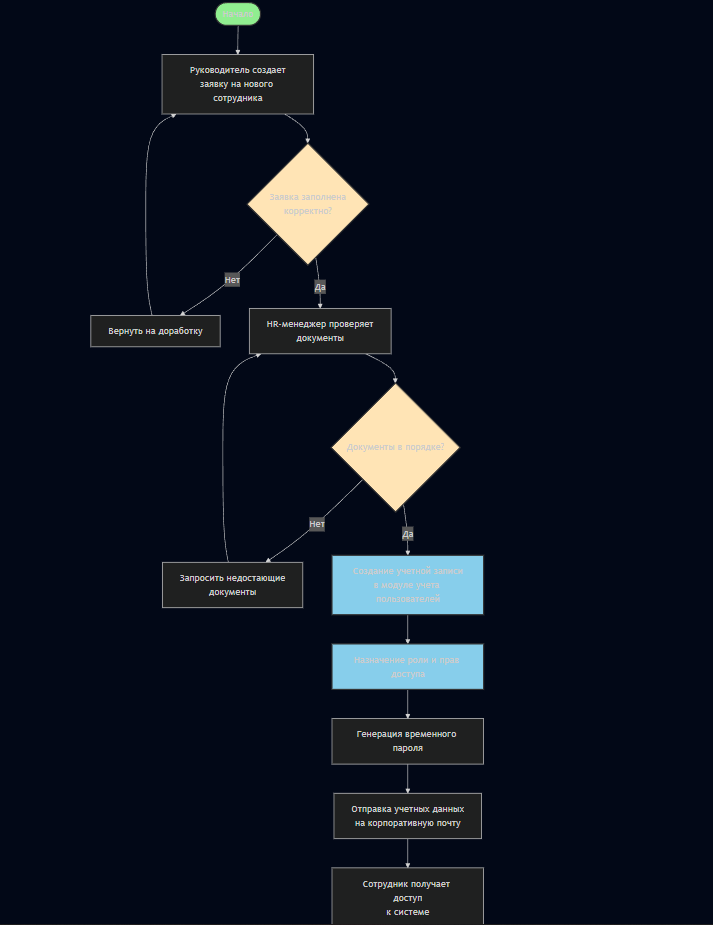 Руководитель создает
заявку на нового
сотрудника
Заявка заполнена
корректно?
Нет
Да
Вернуть на доработку
HR-менеджер проверяет
документы
Документы в порядке?
Нет
Да
Запросить недостающие
документы
Создание учетной записи
в модуле учета
пользователей
Назначение роли и прав
доступа
Генерация временного
пароля
Отправка учетных данных
на корпоративную почту
Сотрудник получает
доступ
к системе